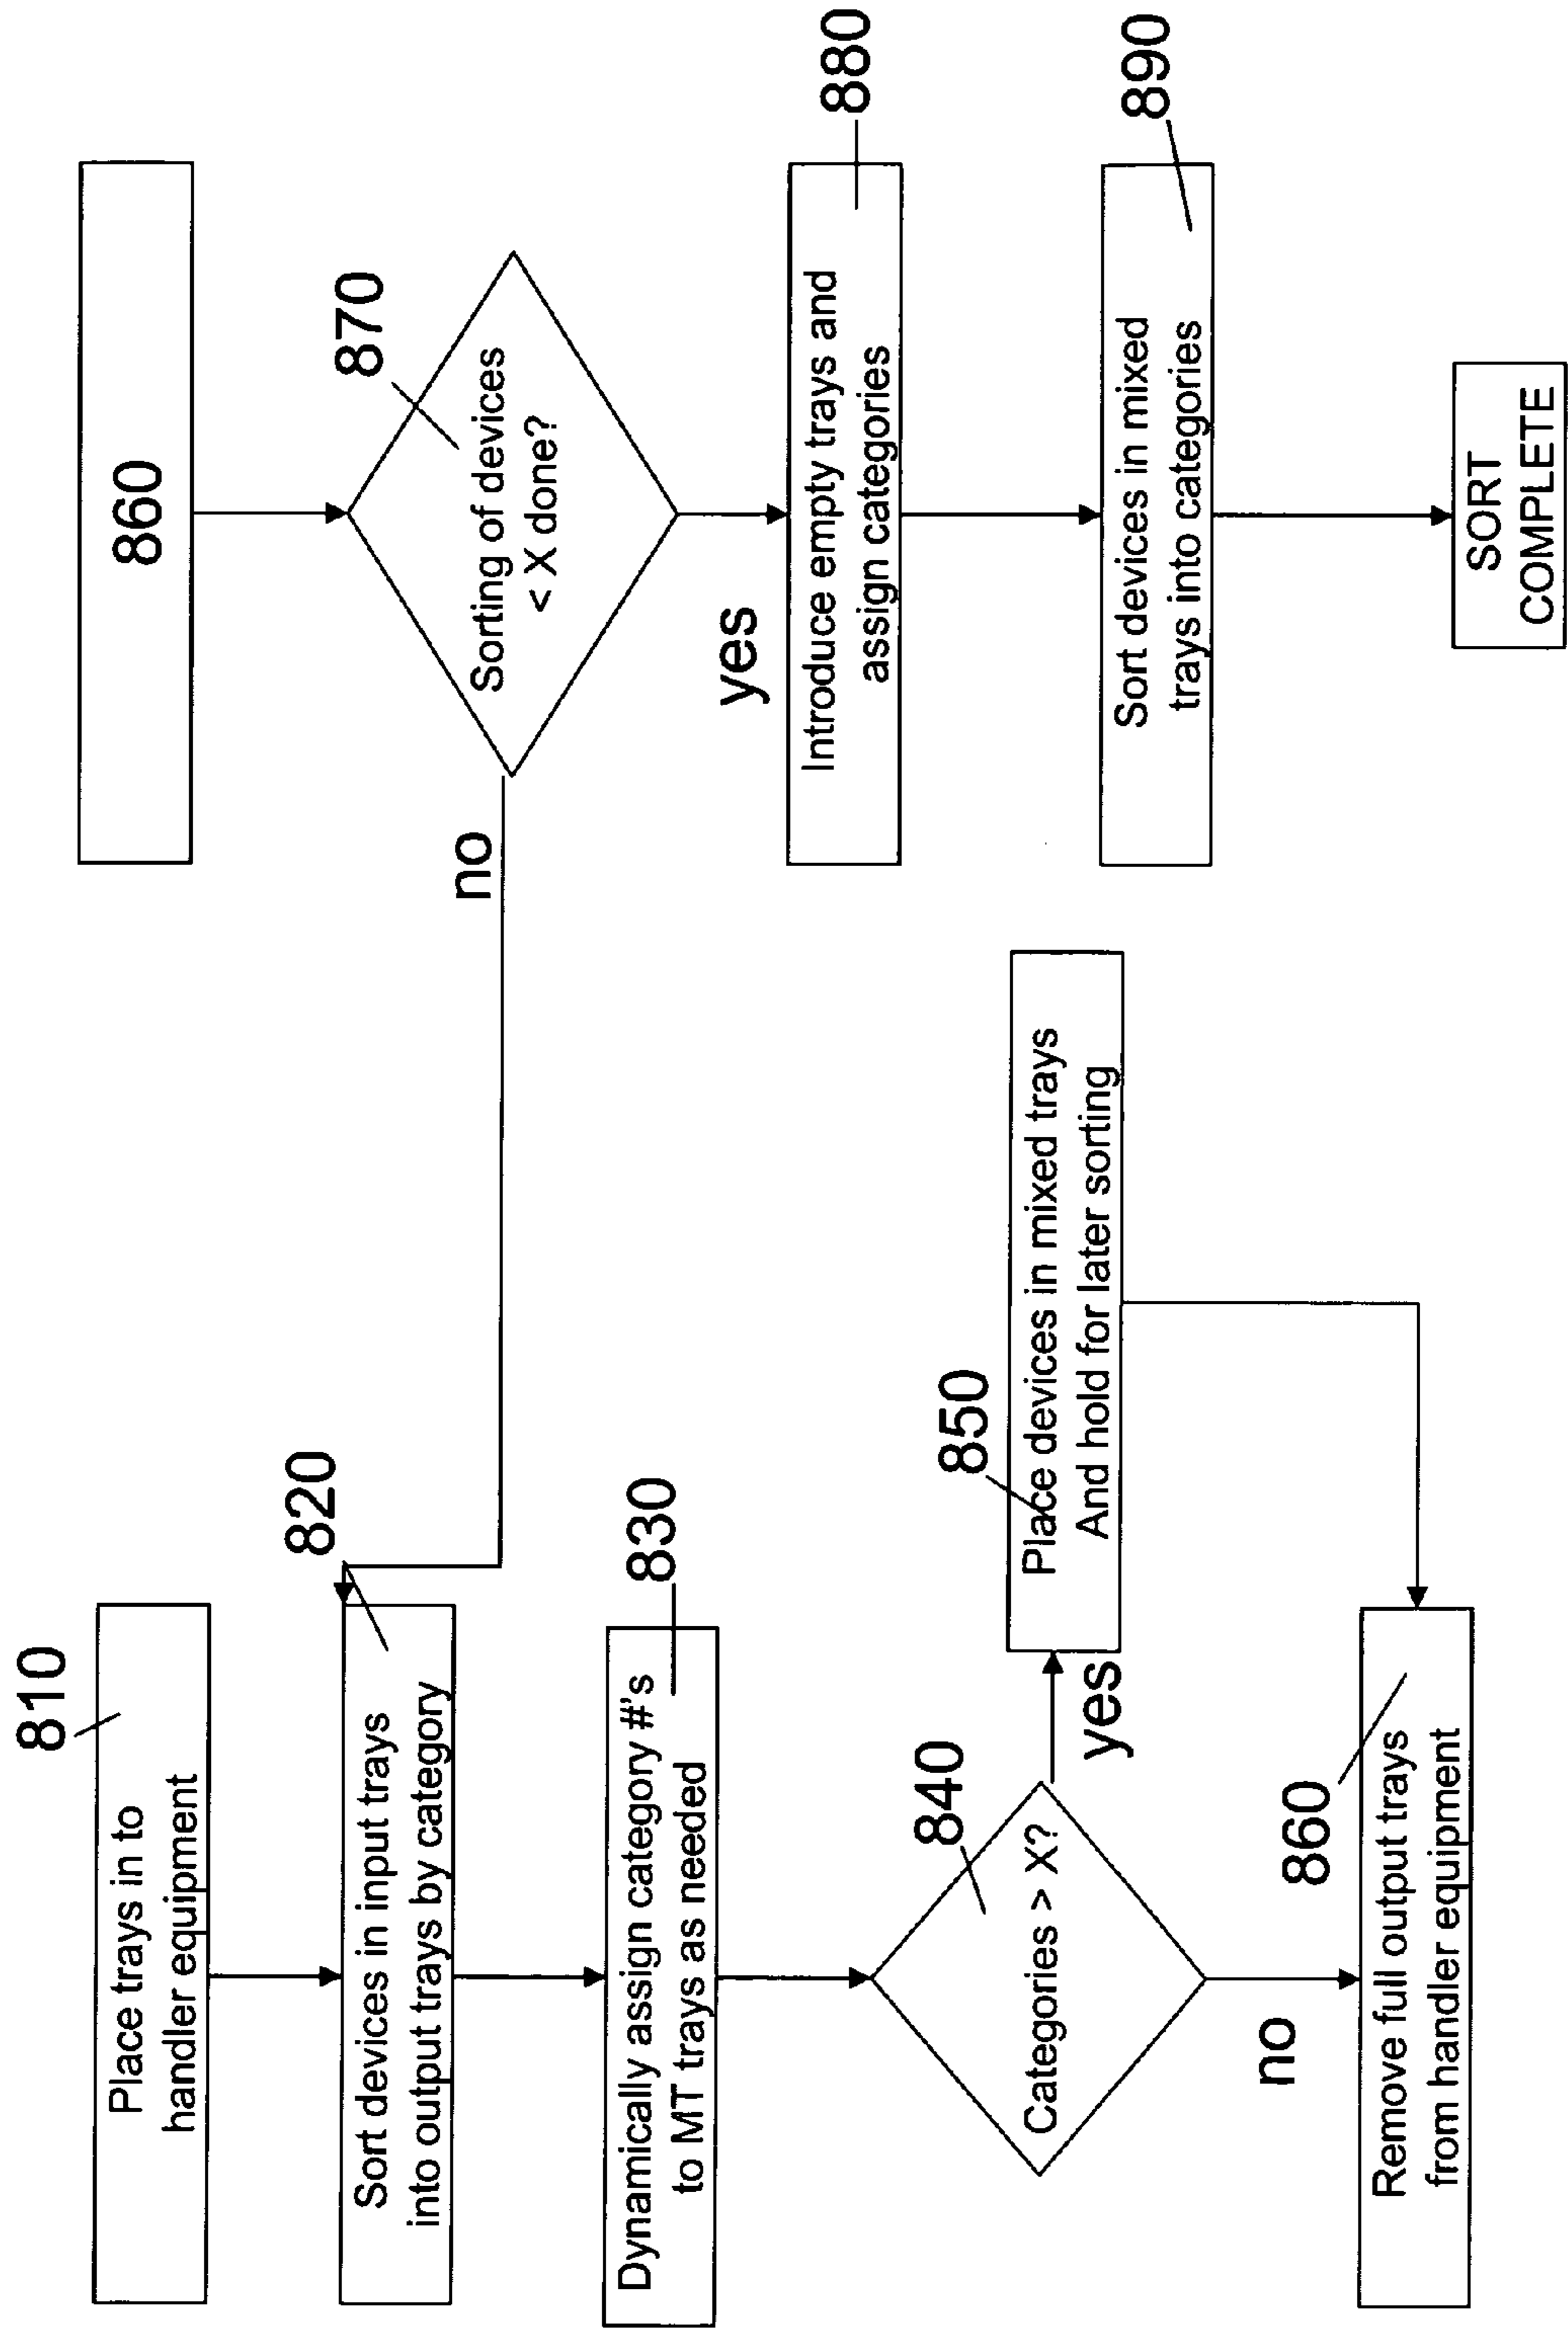 810
Place trays in to
handler equipment
820
Sort devices in input trays
into output trays by category
830
Dynamically assign category #'s
to MT trays as needed
840
Categories > X?
yes
no
850
Place devices in mixed trays
And hold for later sorting
860
Remove full output trays
from handler equipment
860
870
Sorting of devices
< X done?
no
yes
880
Introduce empty trays and
assign categories
890
Sort devices in mixed
trays into categories
SORT
COMPLETE